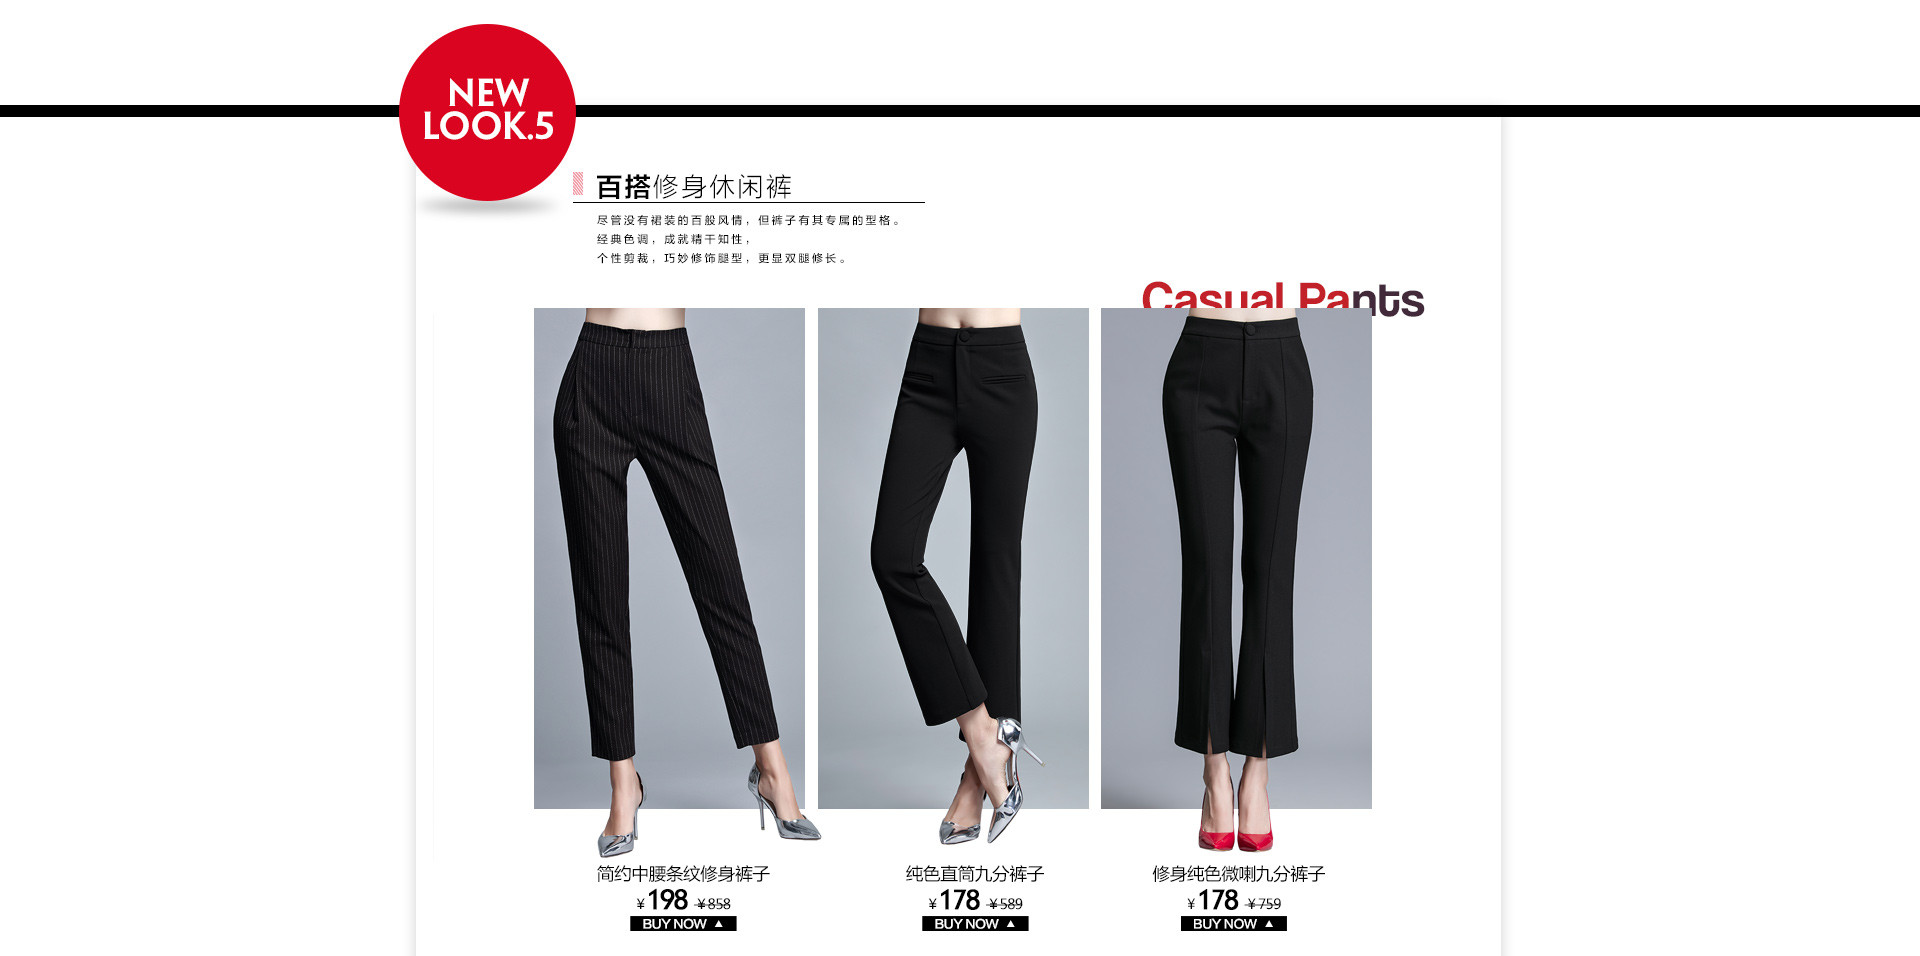 NEW
LOOK.5
百搭修身休闲裤
尽管没有裙装的百般风情，但裤子有其专属的型格。
经典色调，成就精干知性，
个性剪裁，巧妙修饰腿型，更显双腿修长。
Casual Pants
简约中腰条纹修身裤子
¥198 ¥858
BUY NOW ▲
纯色直筒九分裤子
¥178 ¥589
BUY NOW ▲
修身纯色微喇九分裤子
¥178 ¥759
BUY NOW ▲